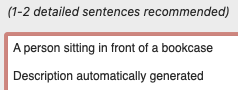 (1-2 detailed sentences recommended)
A person sitting in front of a bookcase
Description automatically generated